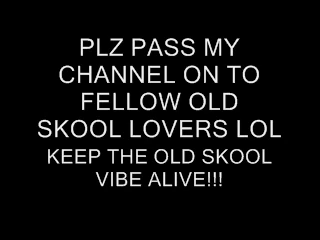 PLZ PASS MY
CHANNEL ON TO
FELLOW OLD
SKOOL LOVERS LOL
KEEP THE OLD SKOOL
VIBE ALIVE!!!